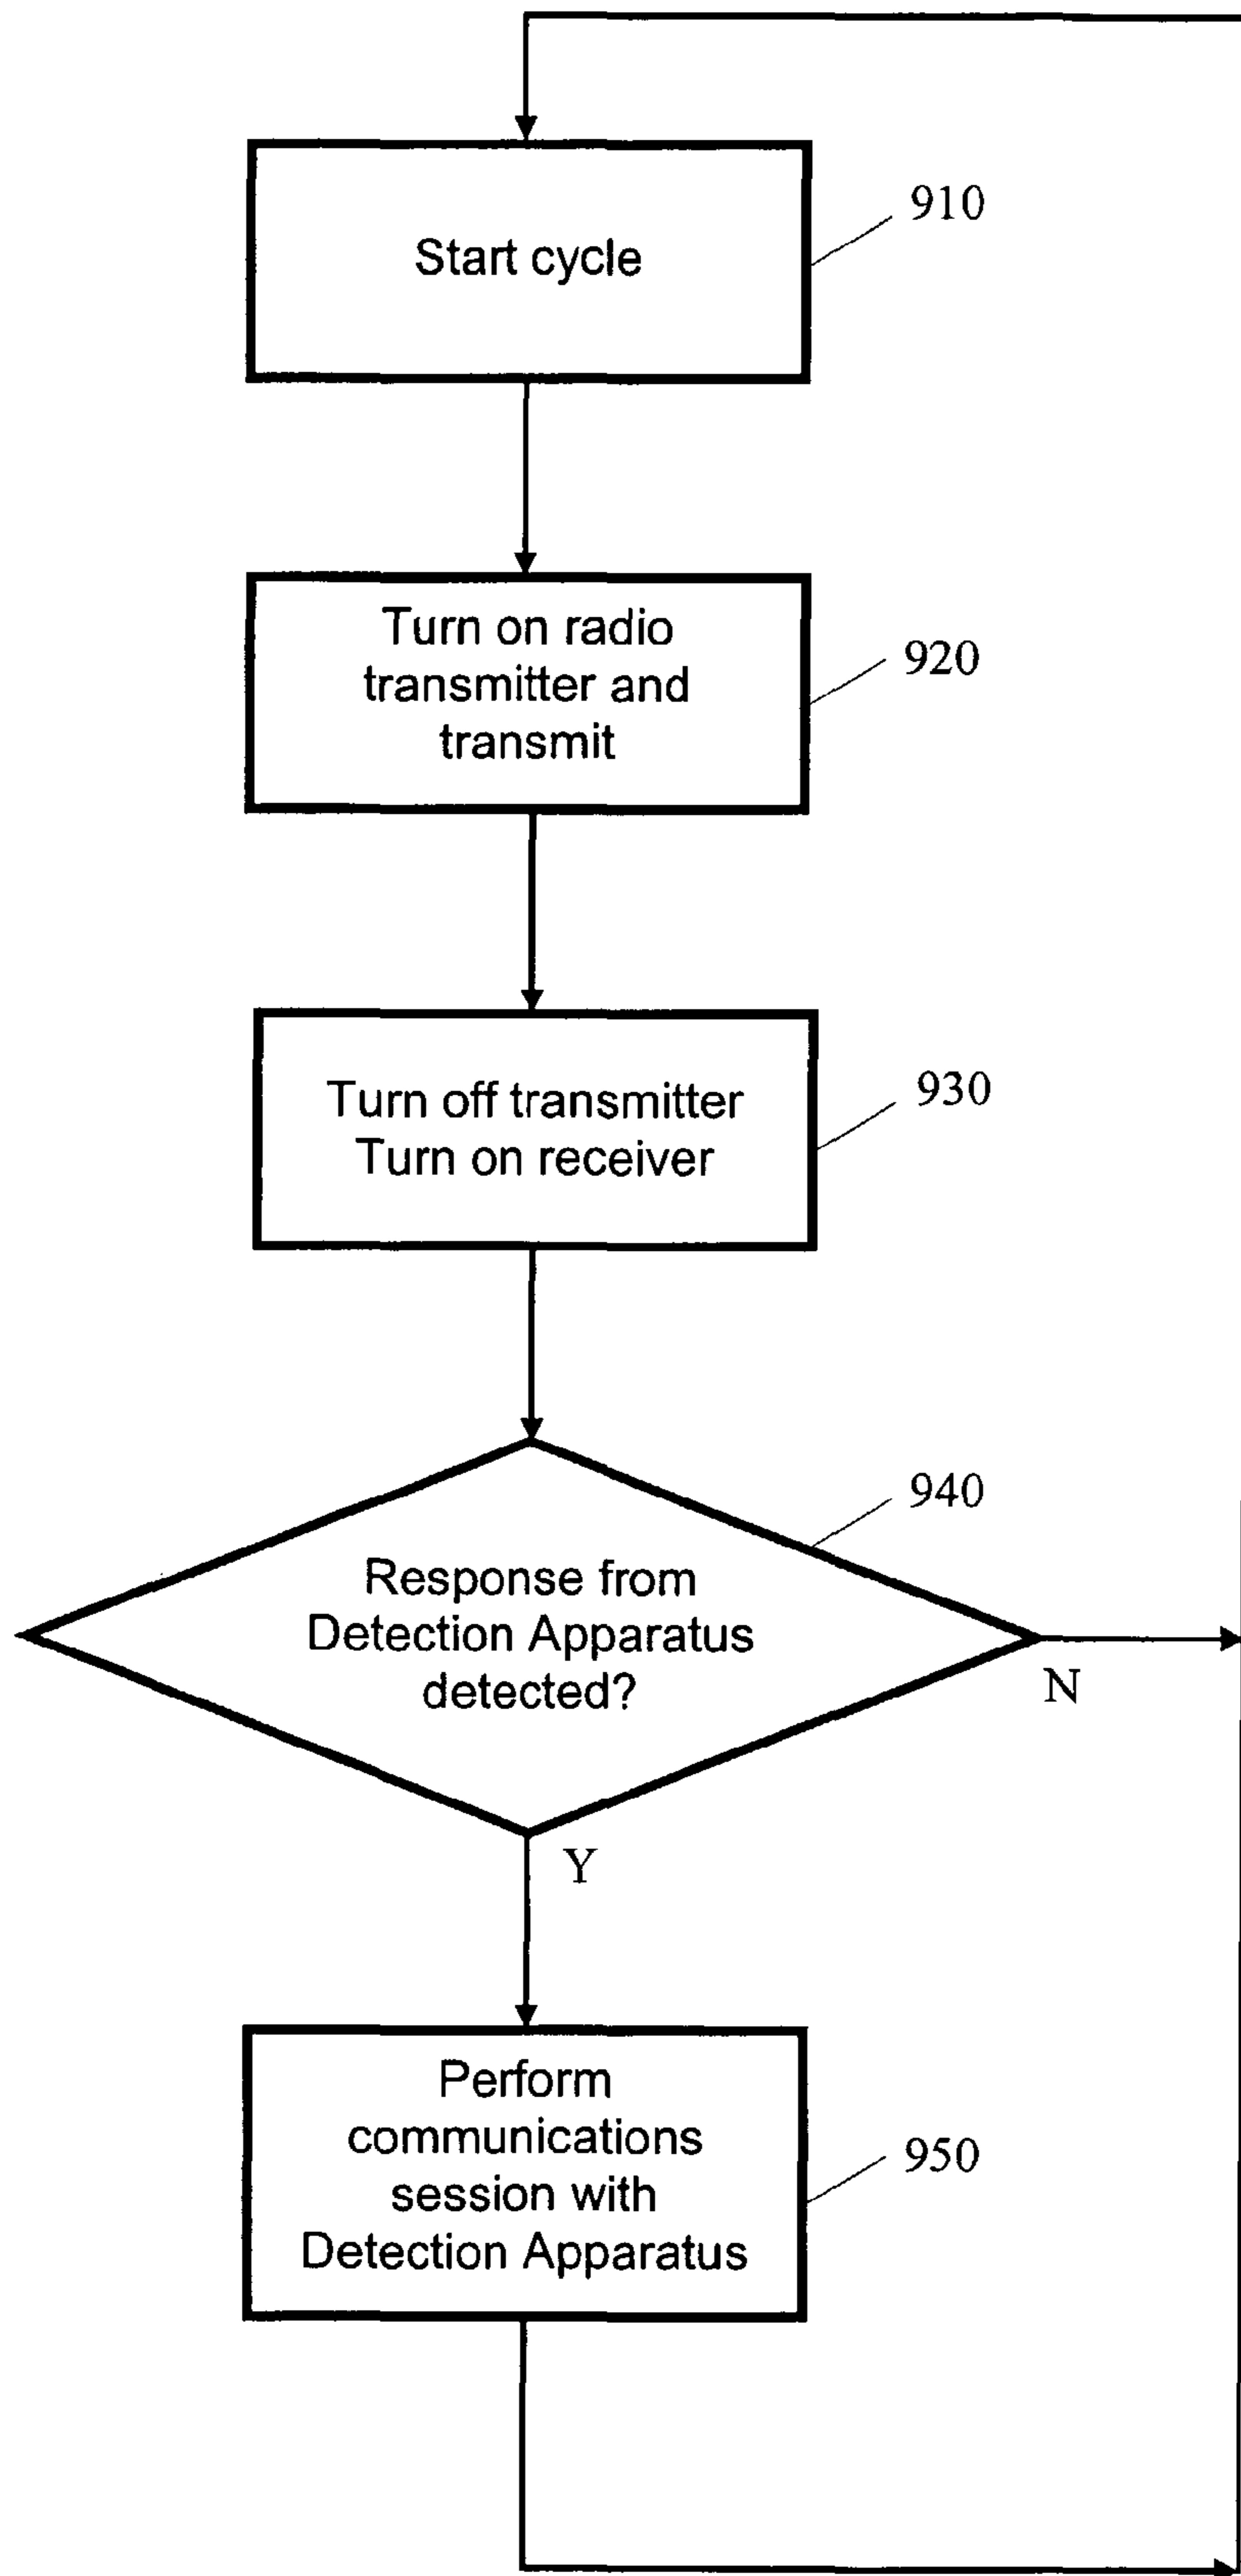 Start cycle
910
Turn on radio
transmitter and
transmit
920
Turn off transmitter
Turn on receiver
930
Response from
Detection Apparatus
detected?
940
N
Y
Perform
communications
session with
Detection Apparatus
950